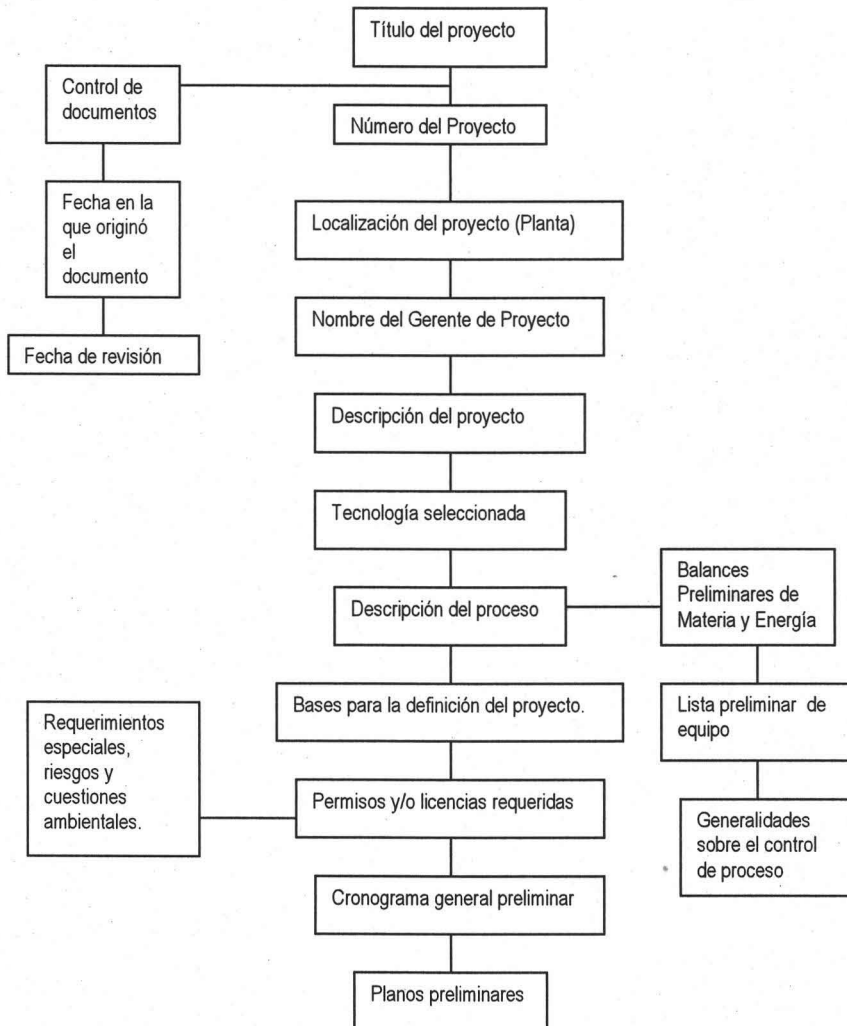 Título del proyecto
Control de
documentos
Número del Proyecto
Fecha en la
que originó
el
documento
Localización del proyecto (Planta)
Nombre del Gerente de Proyecto
Fecha de revisión
Descripción del proyecto
Tecnología seleccionada
Descripción del proceso
Balances
Preliminares de
Materia y Energía
Bases para la definición del proyecto.
Lista preliminar de
equipo
Requerimientos
especiales,
riesgos y
cuestiones
ambientales.
Permisos y/o licencias requeridas
Generalidades
sobre el control
de proceso
Cronograma general preliminar
Planos preliminares